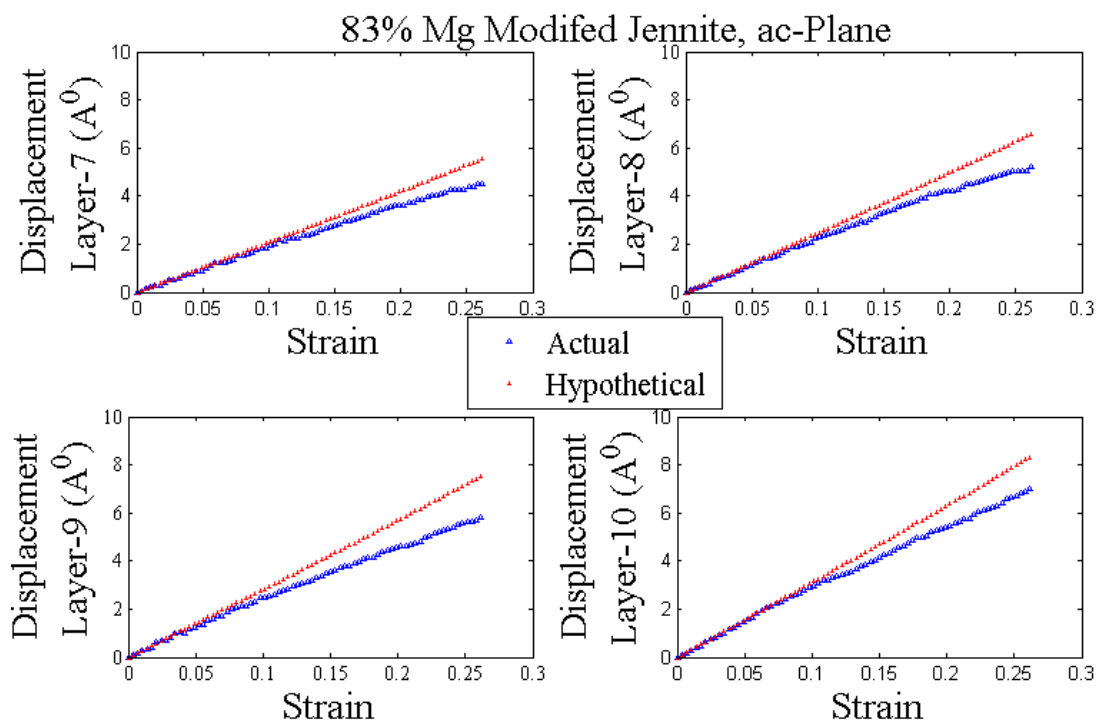 83% Mg Modifed Jennite, ac-Plane
Displacement
Layer-7 (A⁰)
10
8
6
4
2
0
0 0.05 0.1 0.15 0.2 0.25 0.3
Strain
Displacement
Layer-8 (A⁰)
10
8
6
4
2
0
0 0.05 0.1 0.15 0.2 0.25 0.3
Strain
Actual
Hypothetical
Displacement
Layer-9 (A⁰)
10
8
6
4
2
0
0 0.05 0.1 0.15 0.2 0.25 0.3
Strain
Displacement
Layer-10 (A⁰)
10
8
6
4
2
0
0 0.05 0.1 0.15 0.2 0.25 0.3
Strain